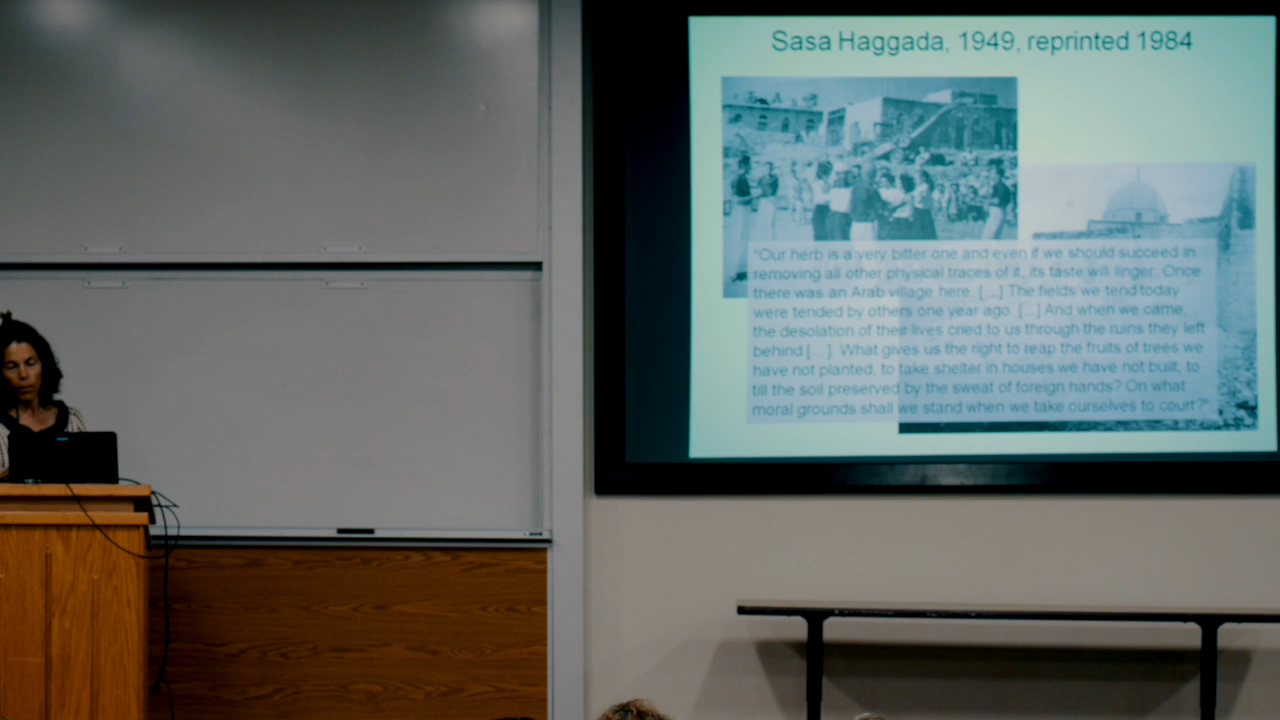 Sasa Haggada, 1949, reprinted 1984
"Our herb is a very bitter one and even if we should succeed in
removing all other physical traces of it, its taste will linger. Once
there was an Arab village here. [...] The fields we tend today
were tended by others one year ago. [...] And when we came,
the desolation of their lives cried to us through the ruins they left
behind [...]. What gives us the right to reap the fruits of trees we
have not planted, to take shelter in houses we have not built, to
till the soil preserved by the sweat of foreign hands? On what
moral grounds shall we stand when we take ourselves to court?"